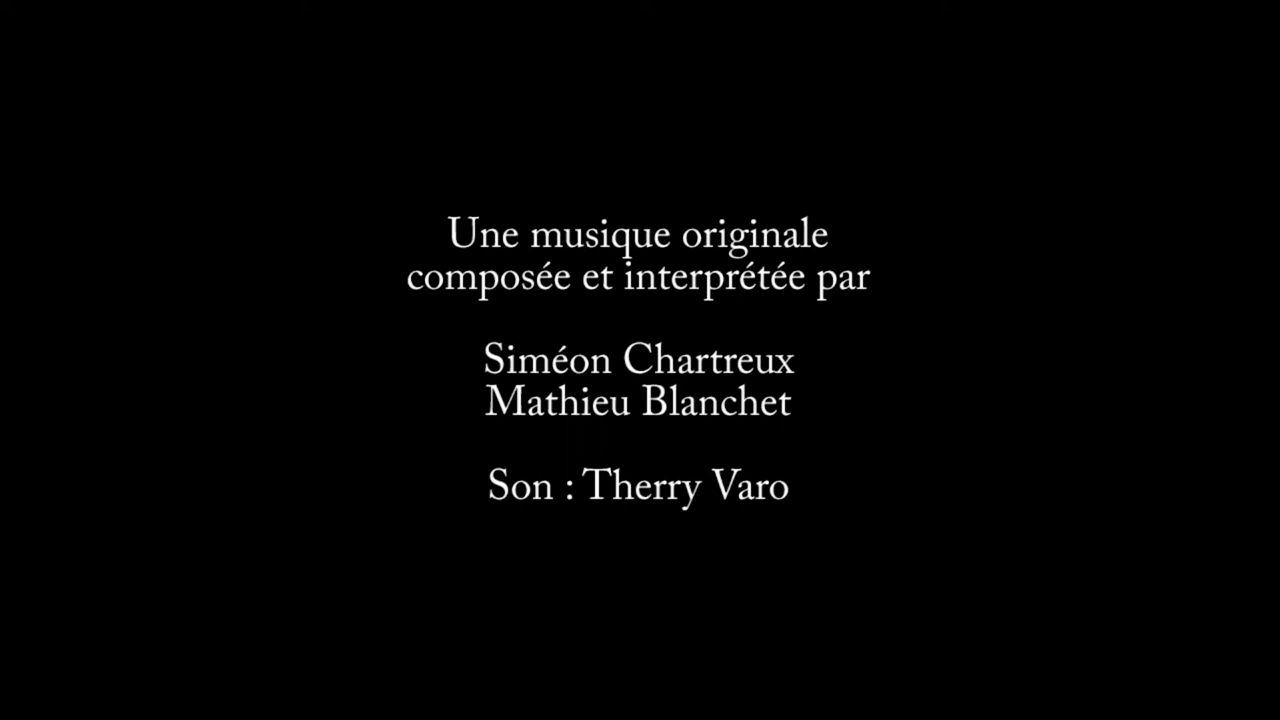 Une musique originale
composée et interprétée par
Siméon Chartreux
Mathieu Blanchet
Son : Therry Varo